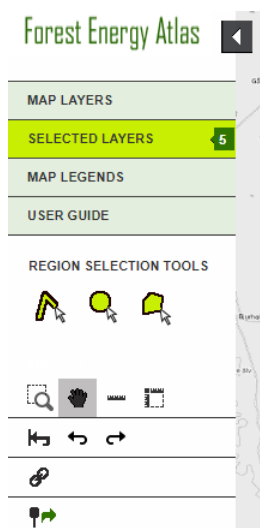 Forest Energy Atlas
MAP LAYERS
SELECTED LAYERS
5
MAP LEGENDS
USER GUIDE
REGION SELECTION TOOLS